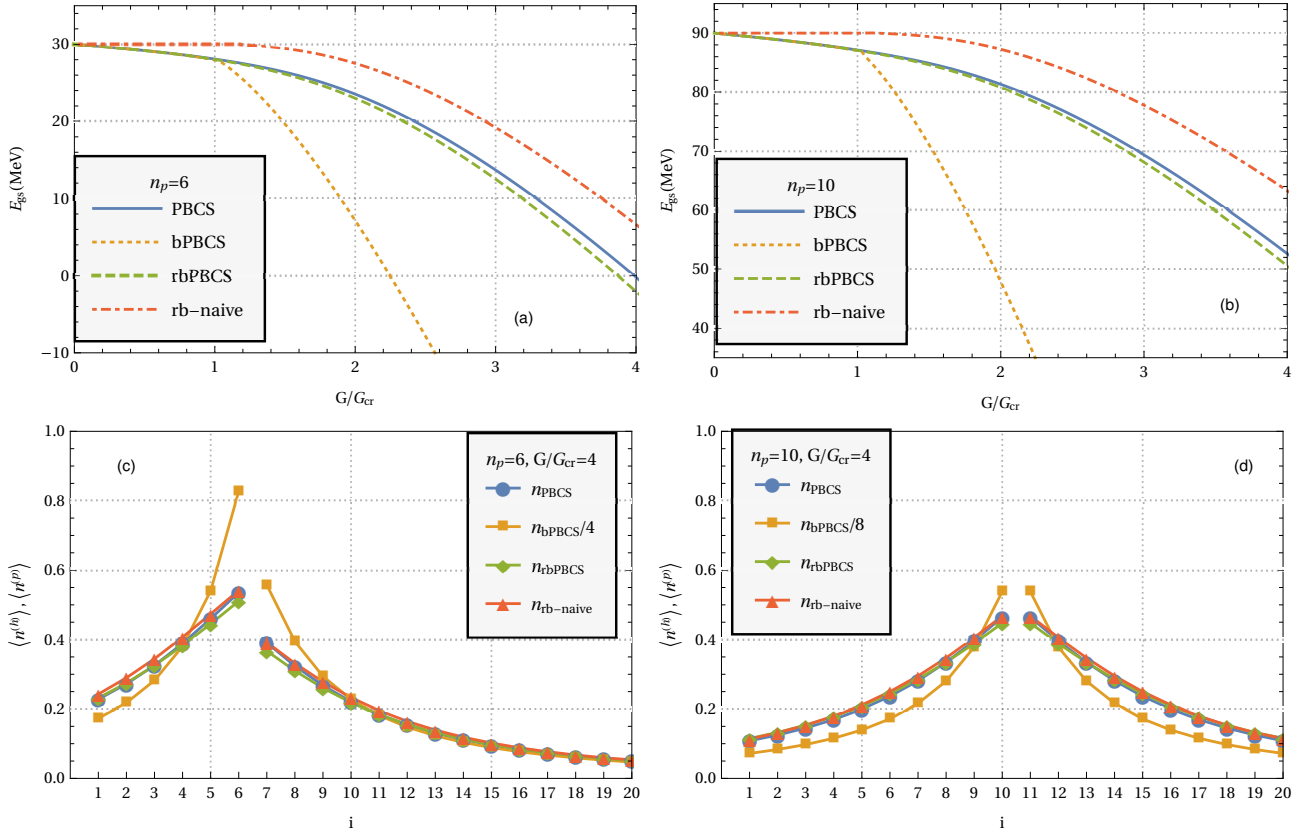 30
20
10
0
−10
E_gs(MeV)
n_p=6
PBCS
bPBCS
rbPBCS
rb−naive
(a)
0 1 2 3 4
G/G_cr
90
80
70
60
50
40
E_gs(MeV)
n_p=10
PBCS
bPBCS
rbPBCS
rb−naive
(b)
0 1 2 3 4
G/G_cr
1.0
0.8
0.6
0.4
0.2
0.0
⟨n^(h)⟩, ⟨n^(p)⟩
(c)
n_p=6, G/G_cr=4
n_PBCS
n_bPBCS/4
n_rbPBCS
n_rb−naive
1 2 3 4 5 6 7 8 9 10 11 12 13 14 15 16 17 18 19 20
i
1.0
0.8
0.6
0.4
0.2
0.0
⟨n^(h)⟩, ⟨n^(p)⟩
n_p=10, G/G_cr=4
n_PBCS
n_bPBCS/8
n_rbPBCS
n_rb−naive
(d)
1 2 3 4 5 6 7 8 9 10 11 12 13 14 15 16 17 18 19 20
i